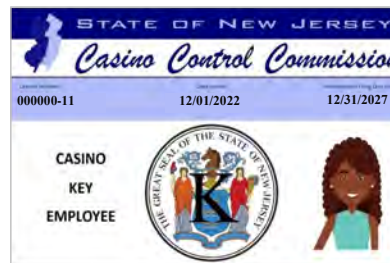 STATE OF NEW JERSEY
Casino Control Commission
000000-11 12/01/2022 12/31/2027
CASINO
KEY
EMPLOYEE
THE GREAT SEAL OF THE STATE OF NEW JERSEY
K